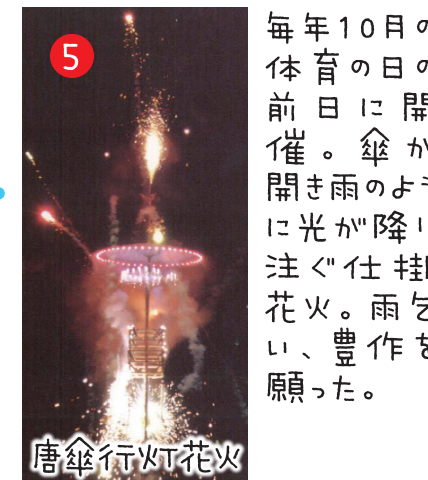 5
毎年10月の
体育の日の
前日に開
催。傘が
開き雨のよう
に光が降り
注ぐ仕掛
花火。雨乞
い、豊作を
願った。
唐傘行灯花火